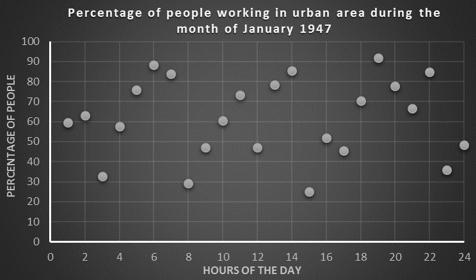 Percentage of people working in urban area during the
month of January 1947
100
90
80
70
60
50
40
30
20
10
0
PERCENTAGE OF PEOPLE
0 2 4 6 8 10 12 14 16 18 20 22 24
HOURS OF THE DAY